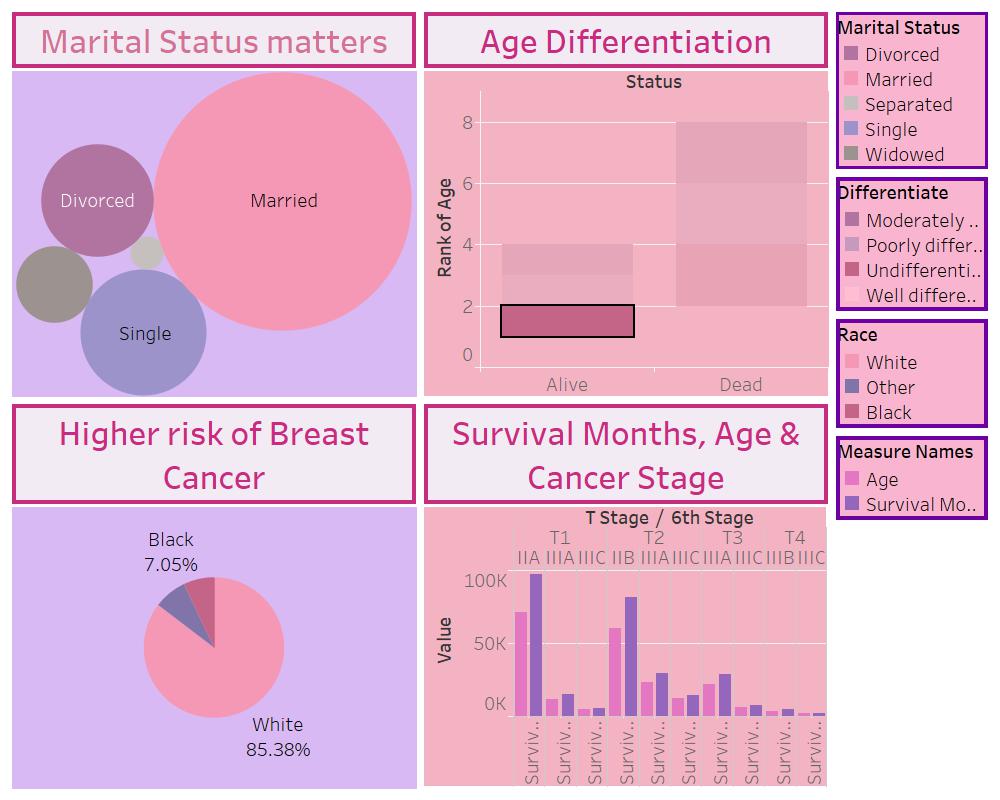 Marital Status matters
Divorced
Married
Single
Age Differentiation
Status
Rank of Age
8
6
4
2
0
Alive
Dead
Higher risk of Breast
Cancer
Black
7.05%
White
85.38%
Survival Months, Age &
Cancer Stage
T Stage / 6th Stage
T1 T2 T3 T4
IIA IIIA IIIC IIB IIIA IIIC IIIA IIIC IIIB IIIC
Value
100K
50K
0K
Surviv.. Surviv.. Surviv.. Surviv.. Surviv.. Surviv.. Surviv.. Surviv.. Surviv.. Surviv..
Marital Status
Divorced
Married
Separated
Single
Widowed
Differentiate
Moderately ..
Poorly differ..
Undifferenti..
Well differe..
Race
White
Other
Black
Measure Names
Age
Survival Mo..